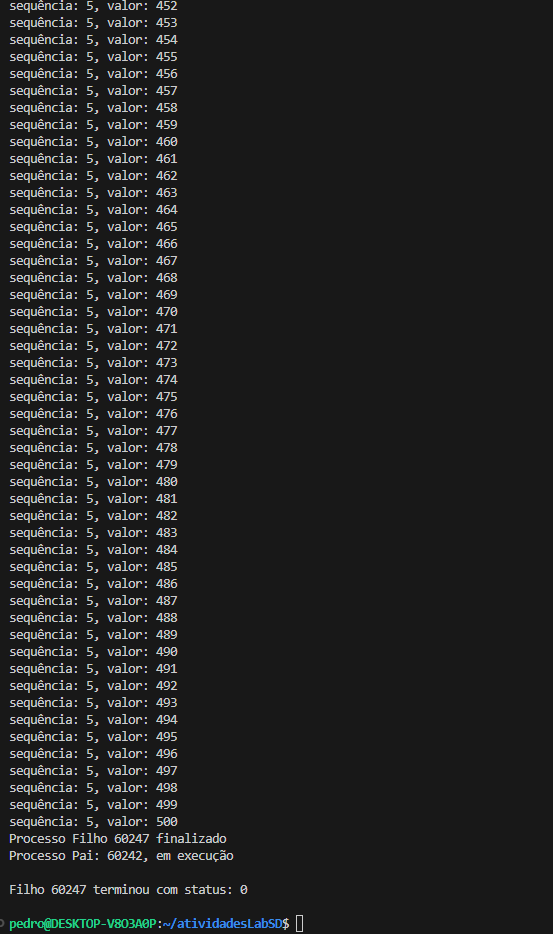 sequência: 5, valor: 452
sequência: 5, valor: 453
sequência: 5, valor: 454
sequência: 5, valor: 455
sequência: 5, valor: 456
sequência: 5, valor: 457
sequência: 5, valor: 458
sequência: 5, valor: 459
sequência: 5, valor: 460
sequência: 5, valor: 461
sequência: 5, valor: 462
sequência: 5, valor: 463
sequência: 5, valor: 464
sequência: 5, valor: 465
sequência: 5, valor: 466
sequência: 5, valor: 467
sequência: 5, valor: 468
sequência: 5, valor: 469
sequência: 5, valor: 470
sequência: 5, valor: 471
sequência: 5, valor: 472
sequência: 5, valor: 473
sequência: 5, valor: 474
sequência: 5, valor: 475
sequência: 5, valor: 476
sequência: 5, valor: 477
sequência: 5, valor: 478
sequência: 5, valor: 479
sequência: 5, valor: 480
sequência: 5, valor: 481
sequência: 5, valor: 482
sequência: 5, valor: 483
sequência: 5, valor: 484
sequência: 5, valor: 485
sequência: 5, valor: 486
sequência: 5, valor: 487
sequência: 5, valor: 488
sequência: 5, valor: 489
sequência: 5, valor: 490
sequência: 5, valor: 491
sequência: 5, valor: 492
sequência: 5, valor: 493
sequência: 5, valor: 494
sequência: 5, valor: 495
sequência: 5, valor: 496
sequência: 5, valor: 497
sequência: 5, valor: 498
sequência: 5, valor: 499
sequência: 5, valor: 500
Processo Filho 60247 finalizado
Processo Pai: 60242, em execução
Filho 60247 terminou com status: 0
pedro@DESKTOP-V8O3A0P:~/atividadesLabSD$